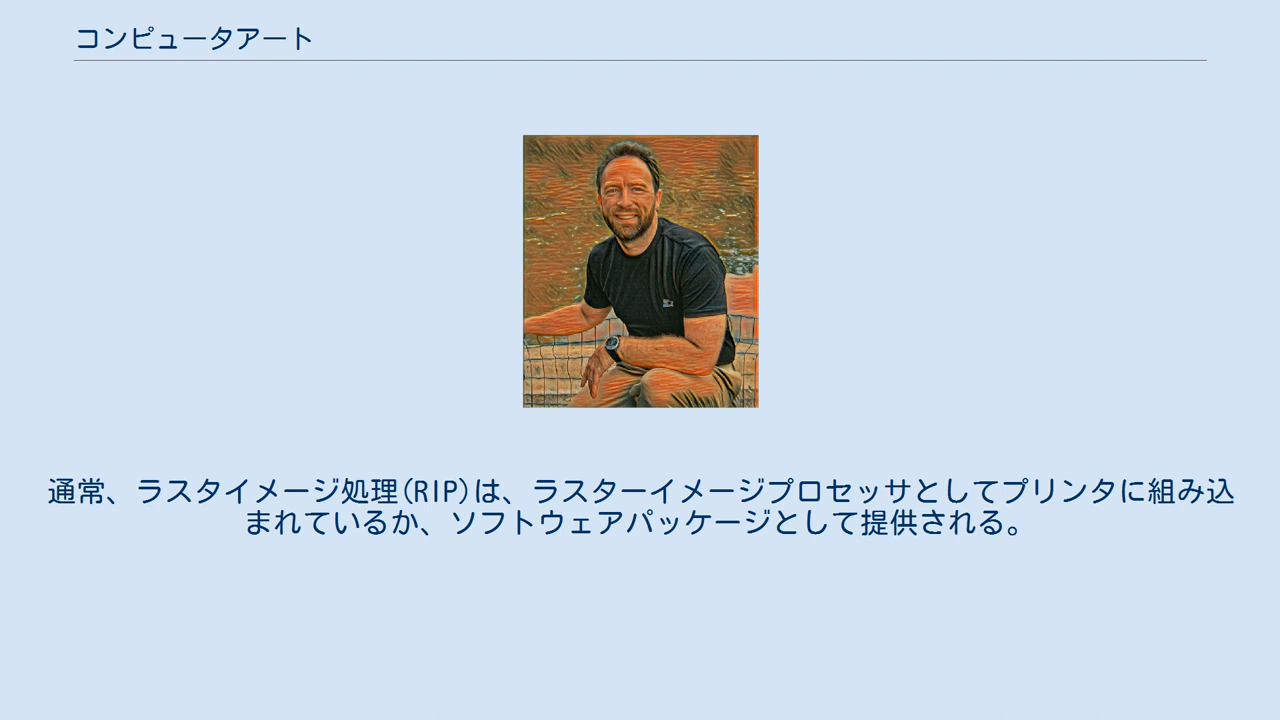 コンピュータアート
通常、ラスタイメージ処理(RIP)は、ラスターイメージプロセッサとしてプリンタに組み込
まれているか、ソフトウェアパッケージとして提供される。